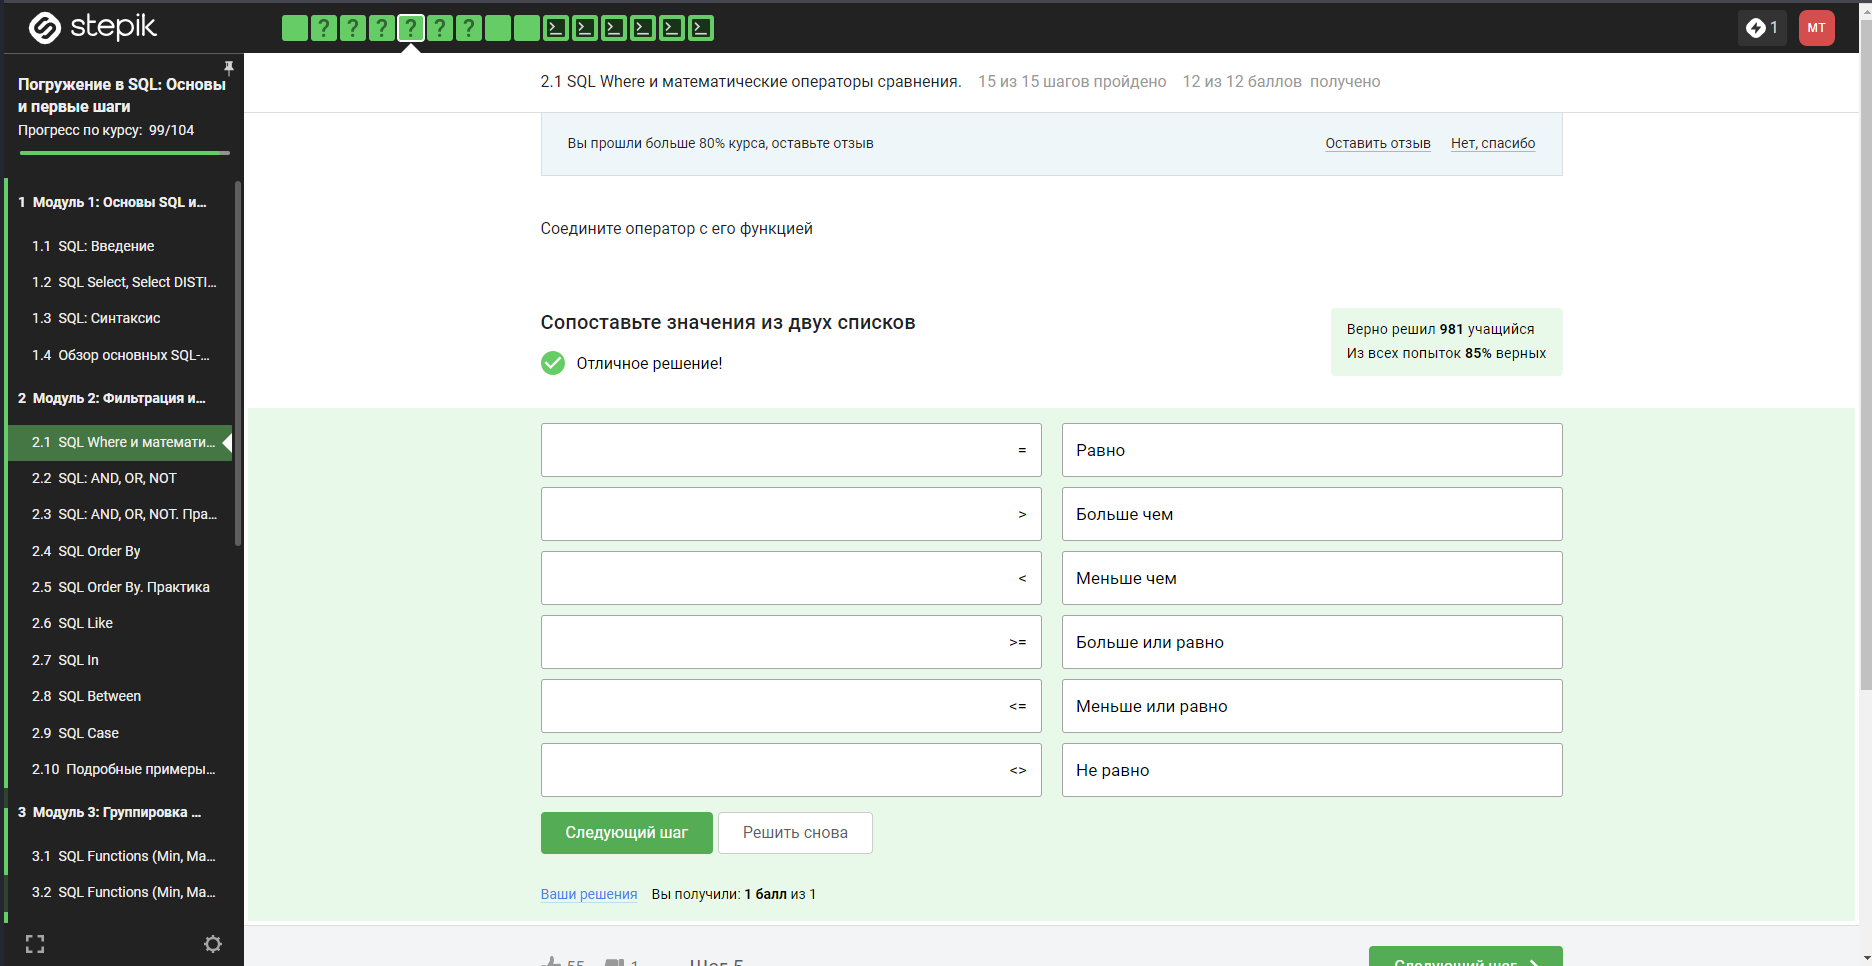 stepik
? ? ? ? ? ?
1
MT
Погружение в SQL: Основы
и первые шаги
Прогресс по курсу: 99/104
1 Модуль 1: Основы SQL и...
1.1 SQL: Введение
1.2 SQL Select, Select DISTI...
1.3 SQL: Синтаксис
1.4 Обзор основных SQL-...
2 Модуль 2: Фильтрация и...
2.1 SQL Where и математи...
2.2 SQL: AND, OR, NOT
2.3 SQL: AND, OR, NOT. Пра...
2.4 SQL Order By
2.5 SQL Order By. Практика
2.6 SQL Like
2.7 SQL In
2.8 SQL Between
2.9 SQL Case
2.10 Подробные примеры...
3 Модуль 3: Группировка ...
3.1 SQL Functions (Min, Ma...
3.2 SQL Functions (Min, Ma...
2.1 SQL Where и математические операторы сравнения. 15 из 15 шагов пройдено 12 из 12 баллов получено
Вы прошли больше 80% курса, оставьте отзыв
Оставить отзыв Нет, спасибо
Соедините оператор с его функцией
Сопоставьте значения из двух списков
Отличное решение!
Верно решил 981 учащийся
Из всех попыток 85% верных
= Равно
> Больше чем
< Меньше чем
>= Больше или равно
<= Меньше или равно
<> Не равно
Следующий шаг Решить снова
Ваши решения Вы получили: 1 балл из 1
55 1 Шаг 5 Следующий шаг